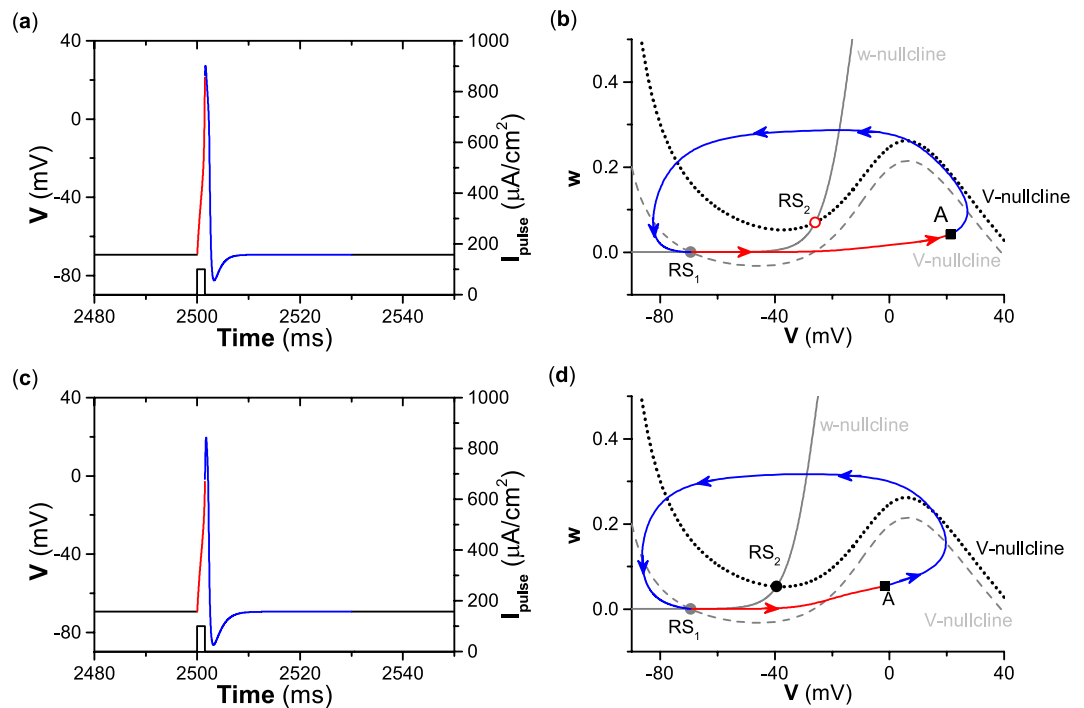 (a)
40
0
-40
-80
V (mV)
1000
800
600
400
200
0
I_pulse (µA/cm²)
2480
2500
2520
2540
Time (ms)
(b)
w-nullcline
0.4
0.2
0.0
w
RS₂
A
V-nullcline
V-nullcline
RS₁
-80
-40
0
40
V (mV)
(c)
40
0
-40
-80
V (mV)
1000
800
600
400
200
0
I_pulse (µA/cm²)
2480
2500
2520
2540
Time (ms)
(d)
w-nullcline
0.4
0.2
0.0
w
RS₂
V-nullcline
A
V-nullcline
RS₁
-80
-40
0
40
V (mV)